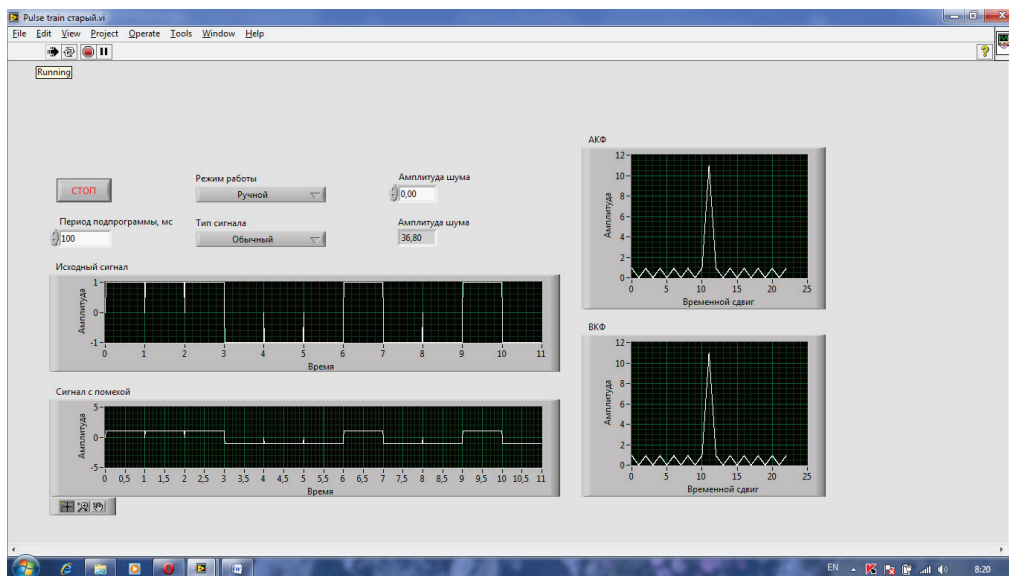 Pulse train старый.vi
File Edit View Project Operate Tools Window Help
Running
СТОП
Режим работы
Ручной
Амплитуда шума
0,00
Период подпрограммы, мс
100
Тип сигнала
Обычный
Амплитуда шума
36,80
Исходный сигнал
Амплитуда
1
0
-1
0 1 2 3 4 5 6 7 8 9 10 11
Время
Сигнал с помехой
Амплитуда
5
0
-5
0 0,5 1 1,5 2 2,5 3 3,5 4 4,5 5 5,5 6 6,5 7 7,5 8 8,5 9 9,5 10 10,5 11
Время
АКФ
Амплитуда
12
10
8
6
4
2
0
0 5 10 15 20 25
Временной сдвиг
ВКФ
Амплитуда
12
10
8
6
4
2
0
0 5 10 15 20 25
Временной сдвиг
EN 8:20